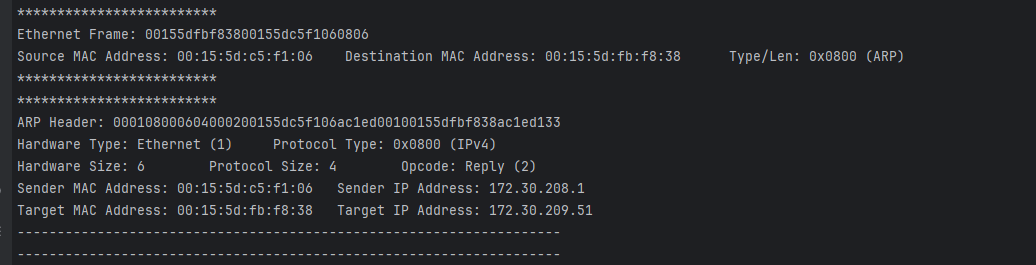 *************************
Ethernet Frame: 00155dfbf83800155dc5f1060806
Source MAC Address: 00:15:5d:c5:f1:06    Destination MAC Address: 00:15:5d:fb:f8:38      Type/Len: 0x0800 (ARP)
*************************
*************************
ARP Header: 00010800060400020015​5dc5f106ac1ed00100155dfbf838ac1ed133
Hardware Type: Ethernet (1)     Protocol Type: 0x0800 (IPv4)
Hardware Size: 6        Protocol Size: 4        Opcode: Reply (2)
Sender MAC Address: 00:15:5d:c5:f1:06   Sender IP Address: 172.30.208.1
Target MAC Address: 00:15:5d:fb:f8:38   Target IP Address: 172.30.209.51
--------------------------------------------------------------------
--------------------------------------------------------------------